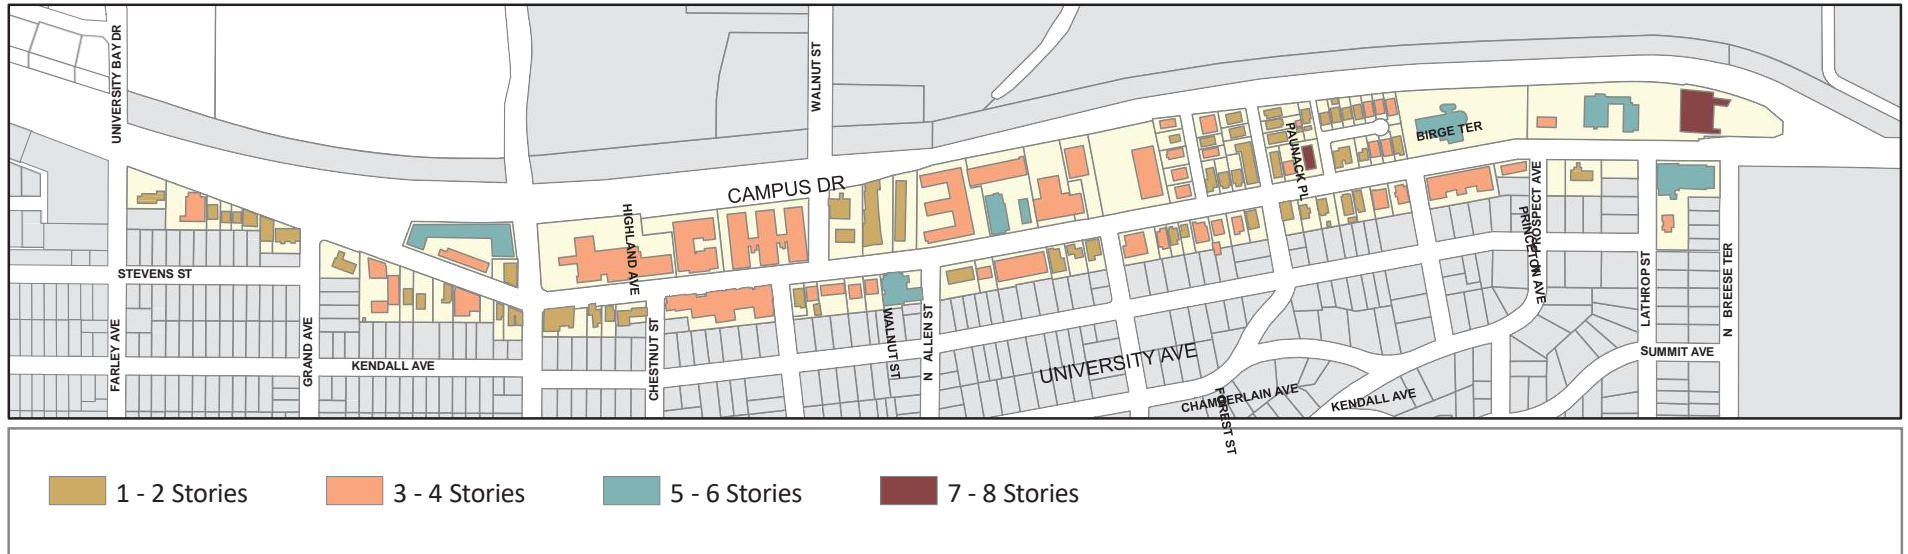 UNIVERSITY BAY DR
WALNUT ST
CAMPUS DR
HIGHLAND AVE
PAUNACK PL
BIRGE TER
N PROSPECT AVE
STEVENS ST
FARLEY AVE
GRAND AVE
KENDALL AVE
CHESTNUT ST
WALNUT ST
N ALLEN ST
UNIVERSITY AVE
FOREST ST
CHAMBERLAIN AVE
KENDALL AVE
LATHROP ST
N BREESE TER
SUMMIT AVE
1 - 2 Stories
3 - 4 Stories
5 - 6 Stories
7 - 8 Stories